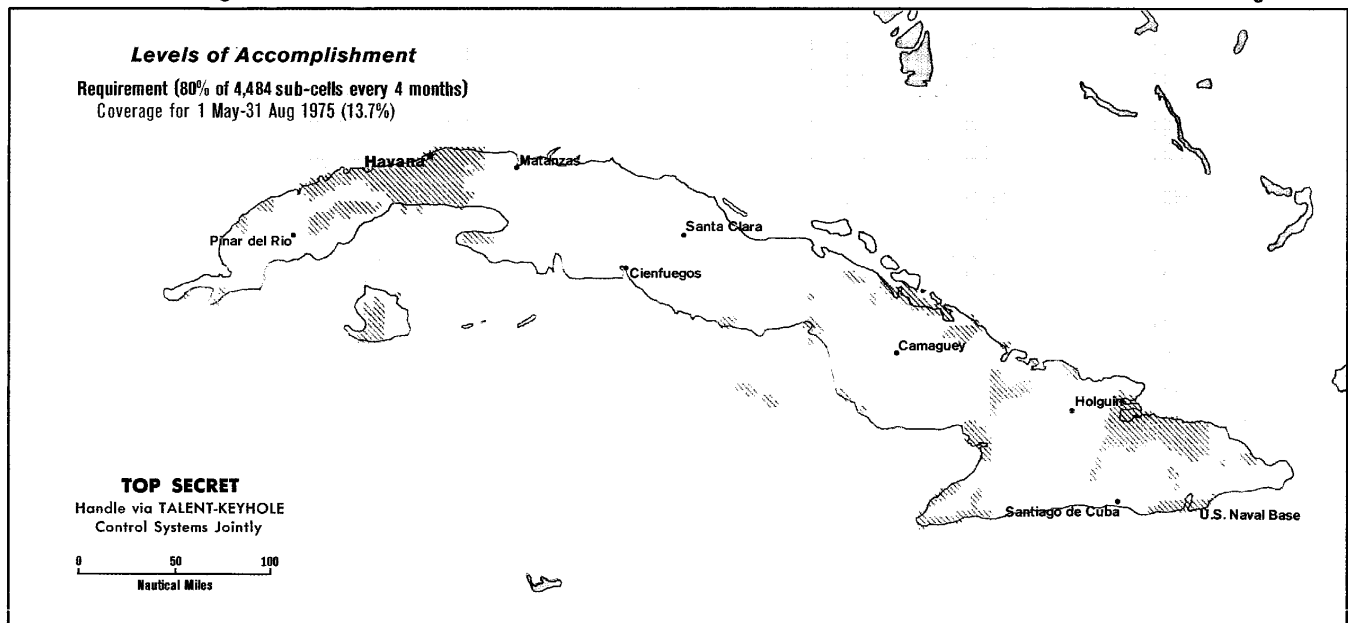 Levels of Accomplishment
Requirement (80% of 4,484 sub-cells every 4 months)
Coverage for 1 May-31 Aug 1975 (13.7%)
Havana
Matanzas
Pinar del Rio
Santa Clara
Cienfuegos
Camaguey
Holguin
Santiago de Cuba
U.S. Naval Base
TOP SECRET
Handle via TALENT-KEYHOLE
Control Systems Jointly
0 50 100
Nautical Miles